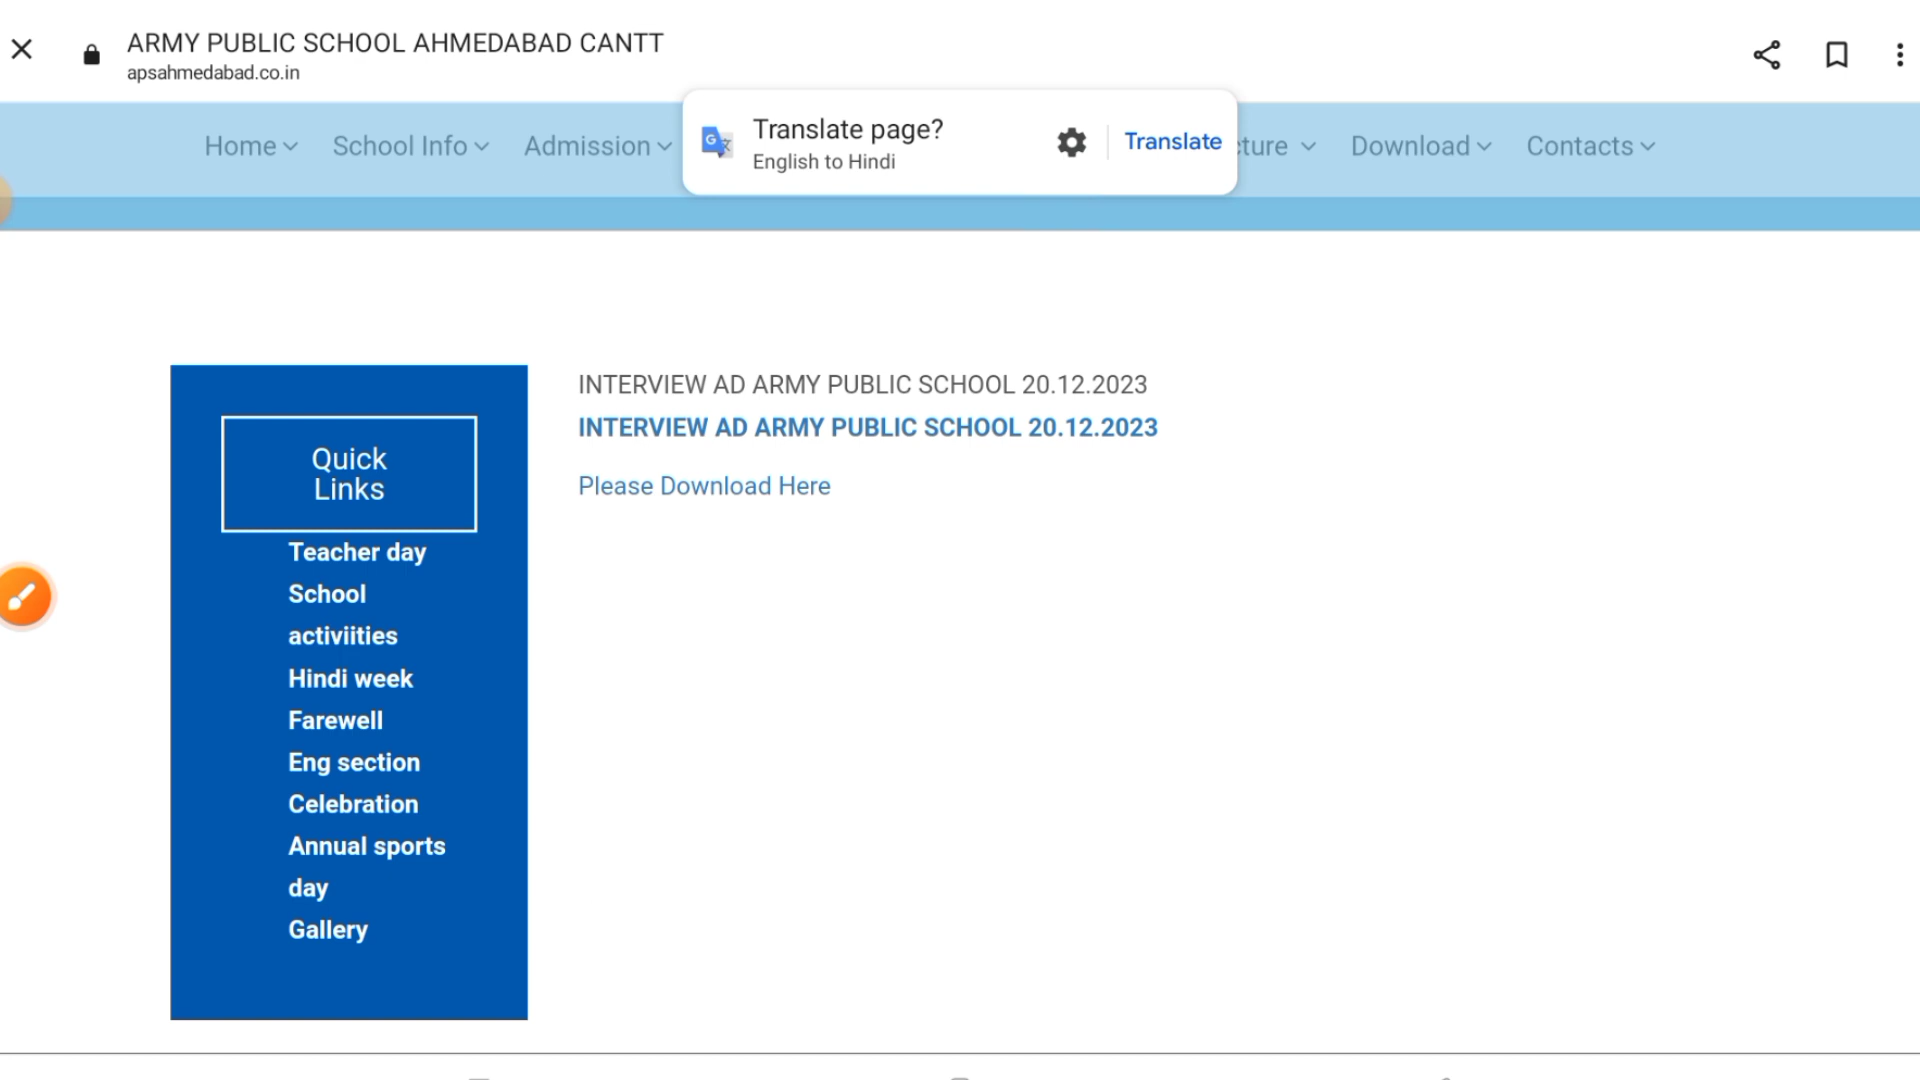 ARMY PUBLIC SCHOOL AHMEDABAD CANTT
apsahmedabad.co.in
Home School Info Admission Translate page? Translate cture Download Contacts
English to Hindi
INTERVIEW AD ARMY PUBLIC SCHOOL 20.12.2023
INTERVIEW AD ARMY PUBLIC SCHOOL 20.12.2023
Please Download Here
Quick
Links
Teacher day
School
activiities
Hindi week
Farewell
Eng section
Celebration
Annual sports
day
Gallery